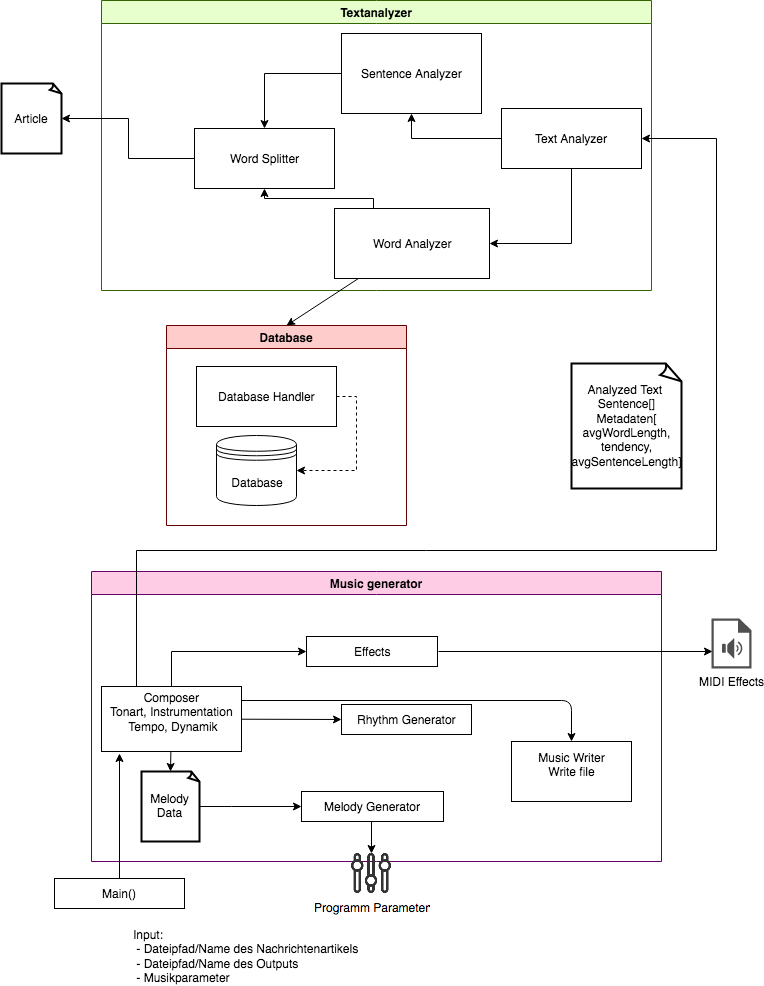 Textanalyzer
Sentence Analyzer
Article
Text Analyzer
Word Splitter
Word Analyzer
Database
Database Handler
Database
Analyzed Text
Sentence[]
Metadaten[
avgWordLength,
tendency,
avgSentenceLength]
Music generator
Effects
MIDI Effects
Composer
Tonart, Instrumentation
Tempo, Dynamik
Rhythm Generator
Music Writer
Write file
Melody
Data
Melody Generator
Main()
Programm Parameter
Input:
- Dateipfad/Name des Nachrichtenartikels
- Dateipfad/Name des Outputs
- Musikparameter